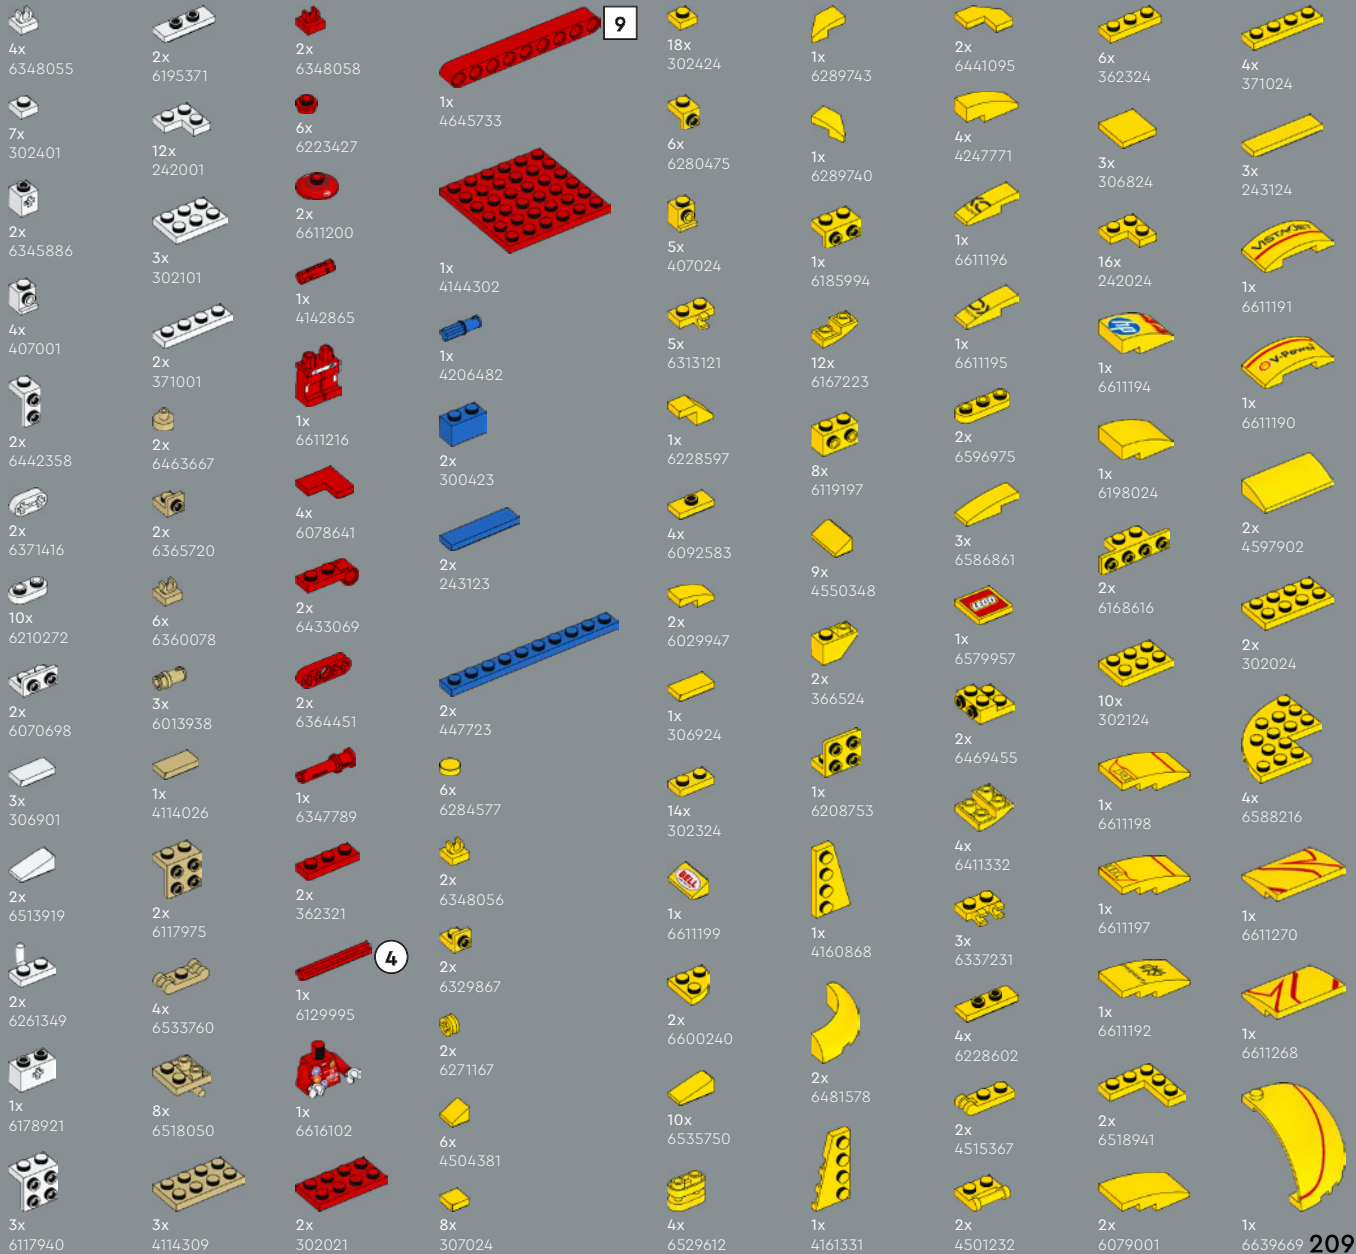 4x
6348055
7x
302401
2x
6345886
4x
407001
2x
6442358
2x
6371416
10x
6210272
2x
6070698
3x
306901
2x
6513919
2x
6261349
1x
6178921
3x
6117940
2x
6195371
12x
242001
3x
302101
2x
371001
2x
6463667
2x
6365720
6x
6360078
3x
6013938
1x
4114026
2x
6117975
4x
6533760
8x
6518050
3x
4114309
2x
6348058
6x
6223427
2x
6611200
1x
4142865
1x
6611216
4x
6078641
2x
6433069
2x
6364451
1x
6347789
2x
362321
4
1x
6129995
1x
6616102
2x
302021
9
1x
4645733
1x
4144302
1x
4206482
2x
300423
2x
243123
2x
447723
6x
6284577
2x
6348056
2x
6329867
2x
6271167
6x
4504381
8x
307024
18x
302424
6x
6280475
5x
407024
5x
6313121
1x
6228597
4x
6092583
2x
6029947
1x
306924
14x
302324
BELL
1x
6611199
2x
6600240
10x
6535750
4x
6529612
1x
6289743
1x
6289740
1x
6185994
12x
6167223
8x
6119197
9x
4550348
2x
366524
1x
6208753
1x
4160868
2x
6481578
1x
4161331
2x
6441095
4x
4247771
1x
6611196
1x
6611195
2x
6596975
3x
6586861
LEGO
1x
6579957
2x
6469455
4x
6411332
3x
6337231
4x
6228602
2x
4515367
2x
4501232
6x
362324
3x
306824
16x
242024
hp
1x
6611194
1x
6198024
2x
6168616
10x
302124
1x
6611198
1x
6611197
1x
6611192
2x
6518941
2x
6079001
4x
371024
3x
243124
VISTAJET
1x
6611191
V-Power
1x
6611190
2x
4597902
2x
302024
4x
6588216
1x
6611270
1x
6611268
1x
6639669
209